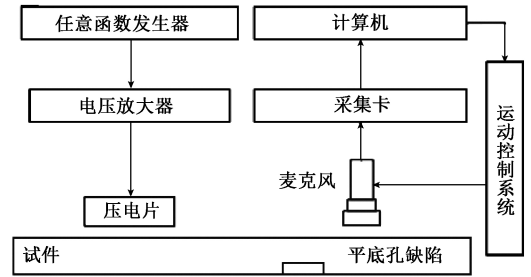 任意函数发生器
计算机
电压放大器
采集卡
运动控制系统
麦克风
压电片
试件
平底孔缺陷